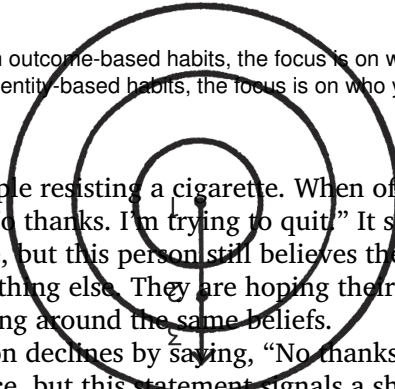 outcome-based habits, the focus is on w
entity-based habits, the focus is on who y
ple resisting a cigarette. When of
o thanks. I'm trying to quit.” It s
, but this person still believes the
thing else. They are hoping their
ng around the same beliefs.
on declines by saying, “No thanks
ce, but this statement signals a sh